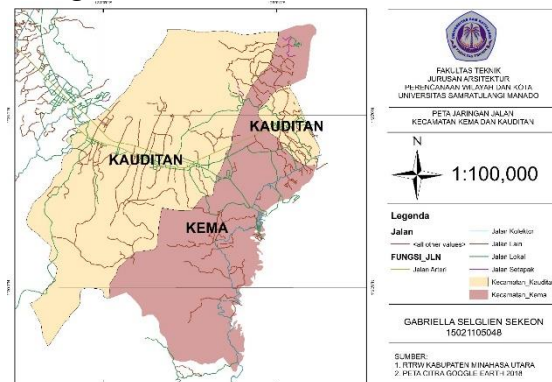 KAUDITAN
KAUDITAN
KEMA
FAKULTAS TEKNIK
JURUSAN ARSITEKTUR
PERENCANAAN WILAYAH DAN KOTA
UNIVERSITAS SAMRATULANGI MANADO
PETA JARINGAN JALAN
KECAMATAN KEMA DAN KAUDITAN
N
1:100,000
Legenda
Jalan
<all other values>
FUNGSI_JLN
Jalan Arteri
Jalan Kolektor
Jalan Lain
Jalan Lokal
Jalan Setapak
Kecamatan_Kaudita
Kecamatan_Kema
GABRIELLA SELGLIEN SEKEON
15021105048
SUMBER:
1. RTRW KABUPATEN MINAHASA UTARA
2. PETA CITRA GOOGLE EARTH 2018